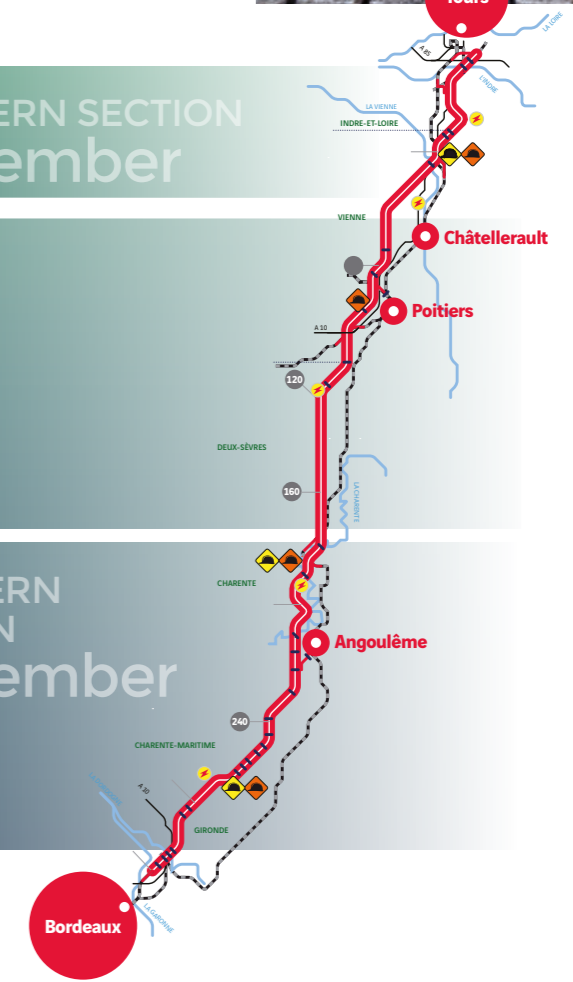 Tours
LA LOIRE
A 85
L'INDRE
ERN SECTION
LA VIENNE
INDRE-ET-LOIRE
ember
VIENNE
Châtellerault
Poitiers
A 10
120
DEUX-SÈVRES
160
LA CHARENTE
CHARENTE
ERN
N
Angoulême
ember
240
CHARENTE-MARITIME
GIRONDE
LA GARONNE
Bordeaux